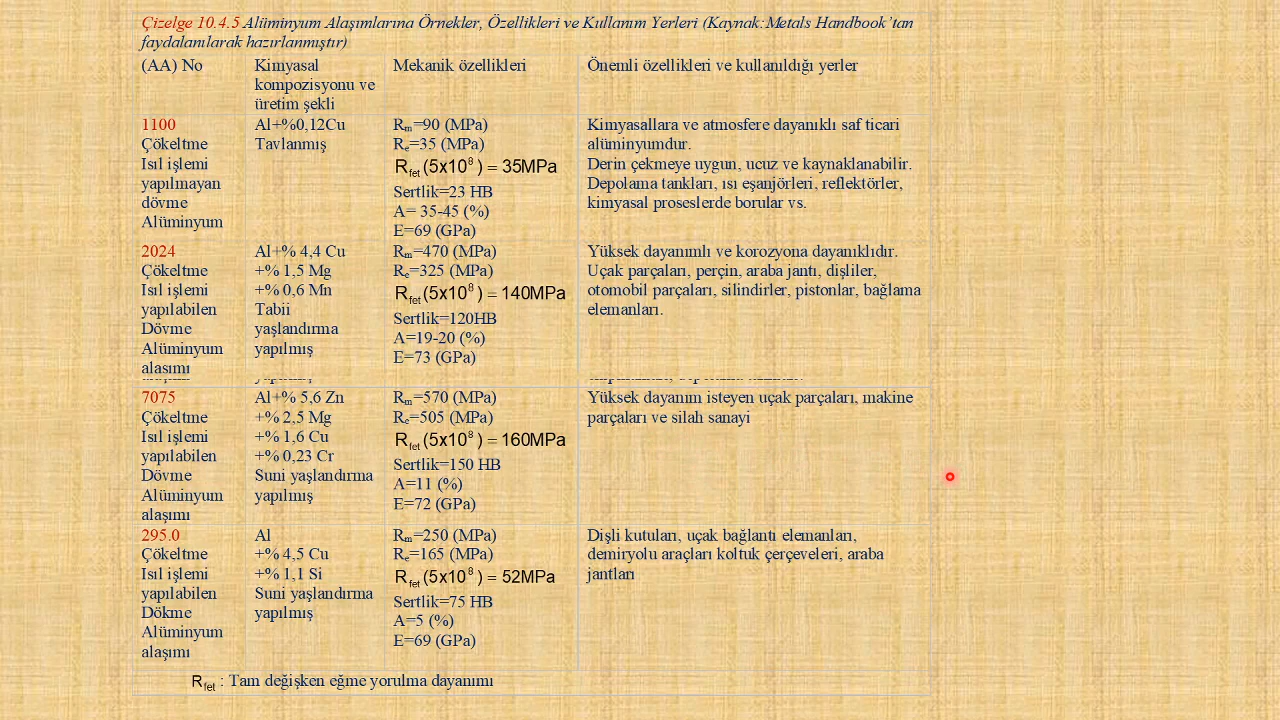 Çizelge 10.4.5 Alüminyum Alaşımlarına Örnekler, Özellikleri ve Kullanım Yerleri (Kaynak:Metals Handbook'tan
faydalanılarak hazırlanmıştır)
(AA) No
Kimyasal
kompozisyonu ve
üretim şekli
Mekanik özellikleri
Önemli özellikleri ve kullanıldığı yerler
1100
Çökeltme
Isıl işlemi
yapılmayan
dövme
Alüminyum
Al+%0,12Cu
Tavlanmış
Rm=90 (MPa)
Re=35 (MPa)
Rfet (5x10⁸) = 35MPa
Sertlik=23 HB
A= 35-45 (%)
E=69 (GPa)
Kimyasallara ve atmosfere dayanıklı saf ticari
alüminyumdur.
Derin çekmeye uygun, ucuz ve kaynaklanabilir.
Depolama tankları, ısı eşanjörleri, reflektörler,
kimyasal proseslerde borular vs.
2024
Çökeltme
Isıl işlemi
yapılabilen
Dövme
Alüminyum
alaşımı
Al+% 4,4 Cu
+% 1,5 Mg
+% 0,6 Mn
Tabii
yaşlandırma
yapılmış
Rm=470 (MPa)
Re=325 (MPa)
Rfet (5x10⁸) = 140MPa
Sertlik=120HB
A=19-20 (%)
E=73 (GPa)
Yüksek dayanımlı ve korozyona dayanıklıdır.
Uçak parçaları, perçin, araba jantı, dişliler,
otomobil parçaları, silindirler, pistonlar, bağlama
elemanları.
7075
Çökeltme
Isıl işlemi
yapılabilen
Dövme
Alüminyum
alaşımı
Al+% 5,6 Zn
+% 2,5 Mg
+% 1,6 Cu
+% 0,23 Cr
Suni yaşlandırma
yapılmış
Rm=570 (MPa)
Re=505 (MPa)
Rfet (5x10⁸) = 160MPa
Sertlik=150 HB
A=11 (%)
E=72 (GPa)
Yüksek dayanım isteyen uçak parçaları, makine
parçaları ve silah sanayi
295.0
Çökeltme
Isıl işlemi
yapılabilen
Dökme
Alüminyum
alaşımı
Al
+% 4,5 Cu
+% 1,1 Si
Suni yaşlandırma
yapılmış
Rm=250 (MPa)
Re=165 (MPa)
Rfet (5x10⁸) = 52MPa
Sertlik=75 HB
A=5 (%)
E=69 (GPa)
Dişli kutuları, uçak bağlantı elemanları,
demiryolu araçları koltuk çerçeveleri, araba
jantları
Rfet : Tam değişken eğme yorulma dayanımı